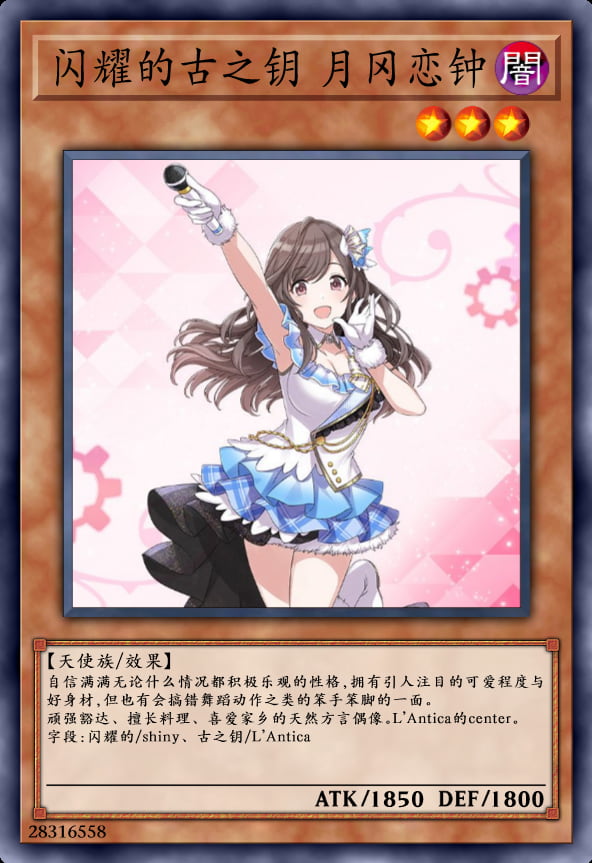 闪耀的古之钥 月冈恋钟
闇
【天使族/效果】
自信满满无论什么情况都积极乐观的性格,拥有引人注目的可爱程度与
好身材,但也有会搞错舞蹈动作之类的笨手笨脚的一面。
顽强豁达、擅长料理、喜爱家乡的天然方言偶像。L'Antica的center。
字段:闪耀的/shiny、古之钥/L'Antica
ATK/1850 DEF/1800
28316558